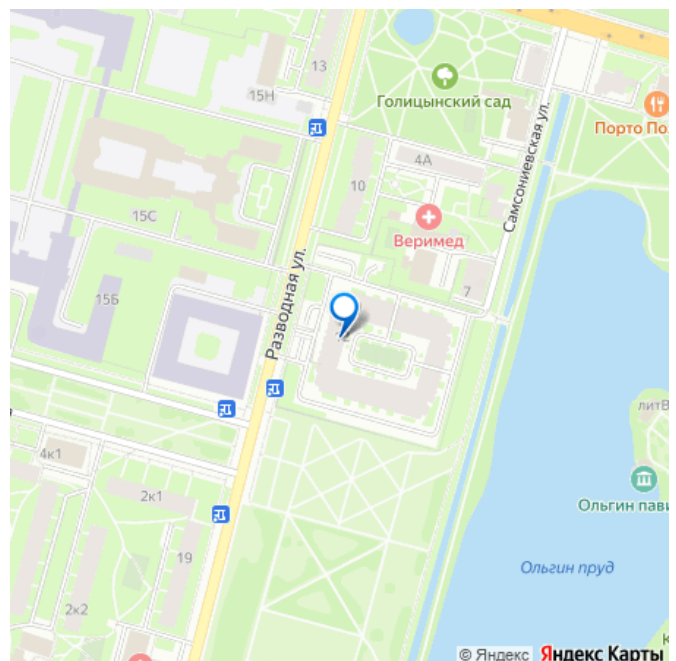 13
15Н
Голицынский сад
Порто По
4А
Самсониевская ул.
10
15С
Веримед
Разводная ул.
7
15Б
литВ
4к1
Ольгин пави
2к1
19
Ольгин пруд
2к2
© Яндекс Яндекс Карты